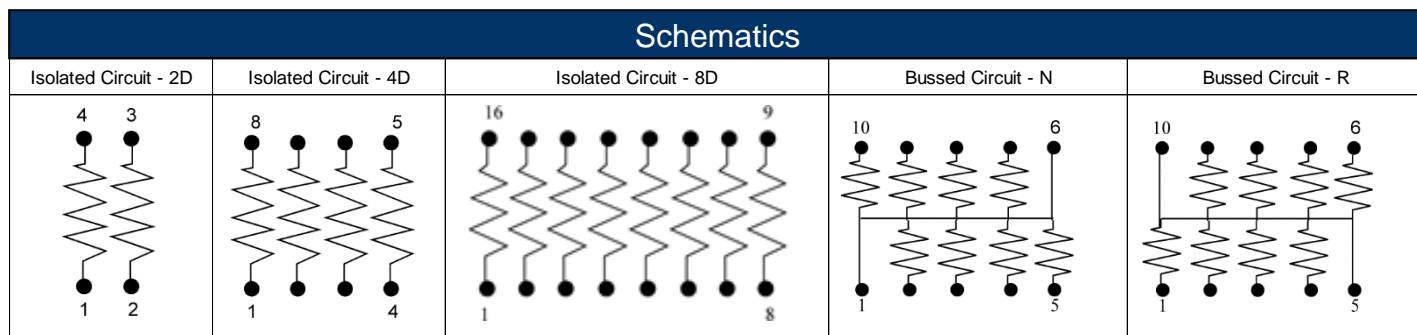 Schematics
Isolated Circuit - 2D
Isolated Circuit - 4D
Isolated Circuit - 8D
Bussed Circuit - N
Bussed Circuit - R
4 3
1 2
8 5
1 4
16 9
1 8
10 6
1 5
10 6
1 5